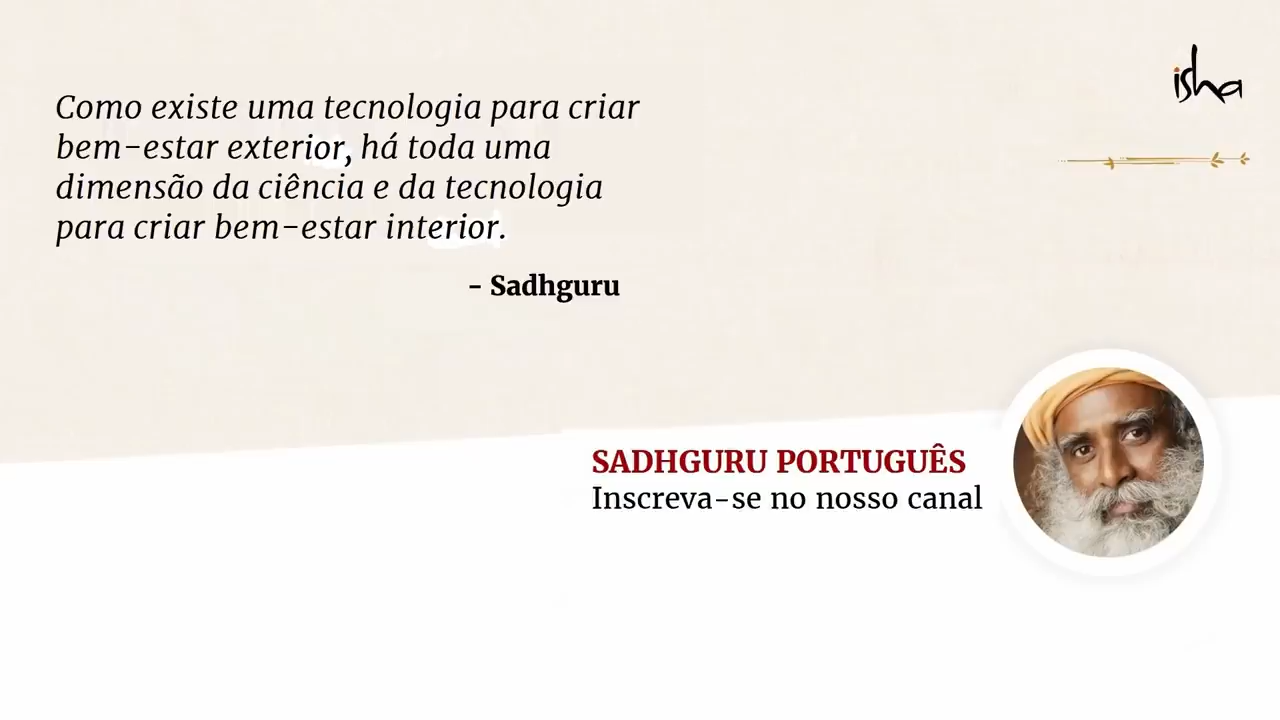 Como existe uma tecnologia para criar
bem-estar exterior, há toda uma
dimensão da ciência e da tecnologia
para criar bem-estar interior.
- Sadhguru
isha
SADHGURU PORTUGUÊS
Inscreva-se no nosso canal